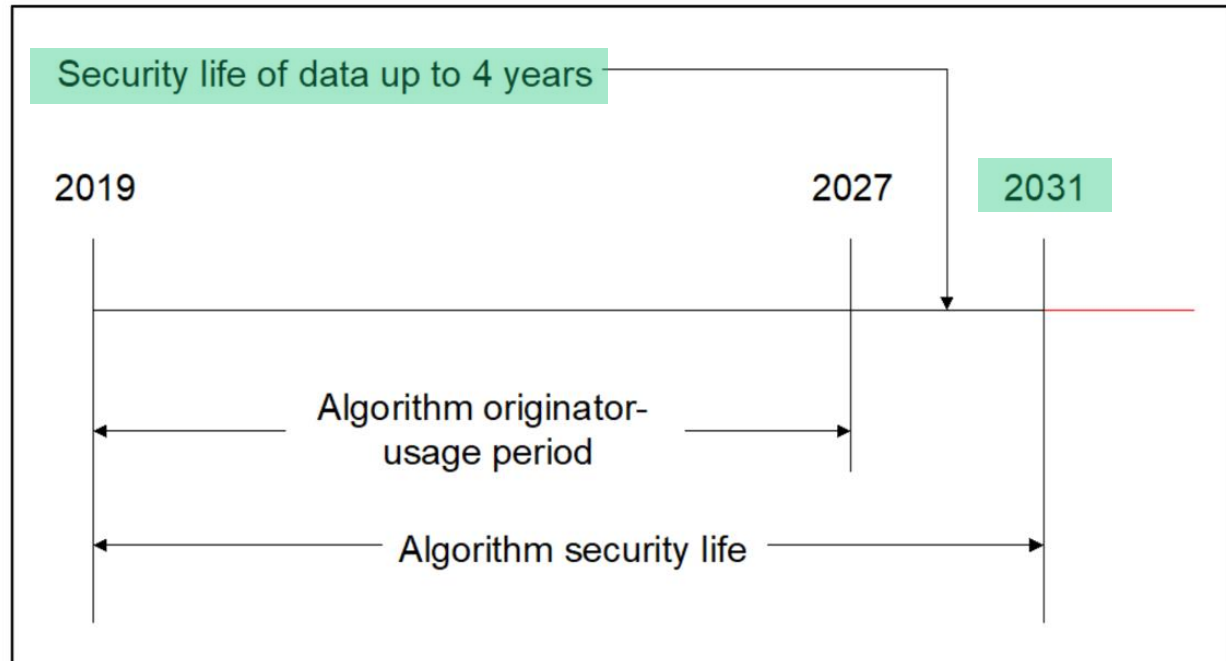 Security life of data up to 4 years
2019
2027
2031
Algorithm originator-
usage period
Algorithm security life